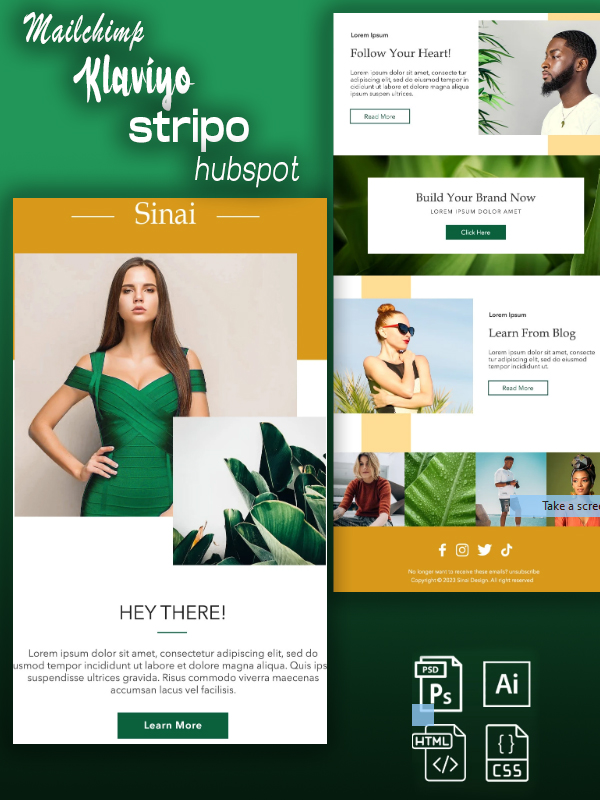 Mailchimp
Klaviyo
stripo
hubspot
Sinai
HEY THERE!
Lorem ipsum dolor sit amet, consectetur adipiscing elit, sed do
usmod tempor incididunt ut labore et dolore magna aliqua. Quis ips
suspendisse ultrices gravida. Risus commodo viverra maecenas
accumsan lacus vel facilisis.
Learn More
Lorem Ipsum
Follow Your Heart!
Lorem ipsum dolor sit amet, consectetur
adipiscing elit, sed do eiusmod tempor
incididunt ut labore et dolore magna aliqua.
ipsum suspen ultrices.
Read More
Build Your Brand Now
LOREM IPSUM DOLOR AMET
Click Here
Lorem Ipsum
Learn From Blog
Lorem ipsum dolor sit amet, consecte
adipiscing elit, sed do eiusmod
tempor incididunt ut.
Read More
Take a scree
No longer want to receive these emails? unsubscribe
Copyright © 2023 Sinai Design. All right reserved
PSD
Ps
Ai
HTML
</>
{}
CSS